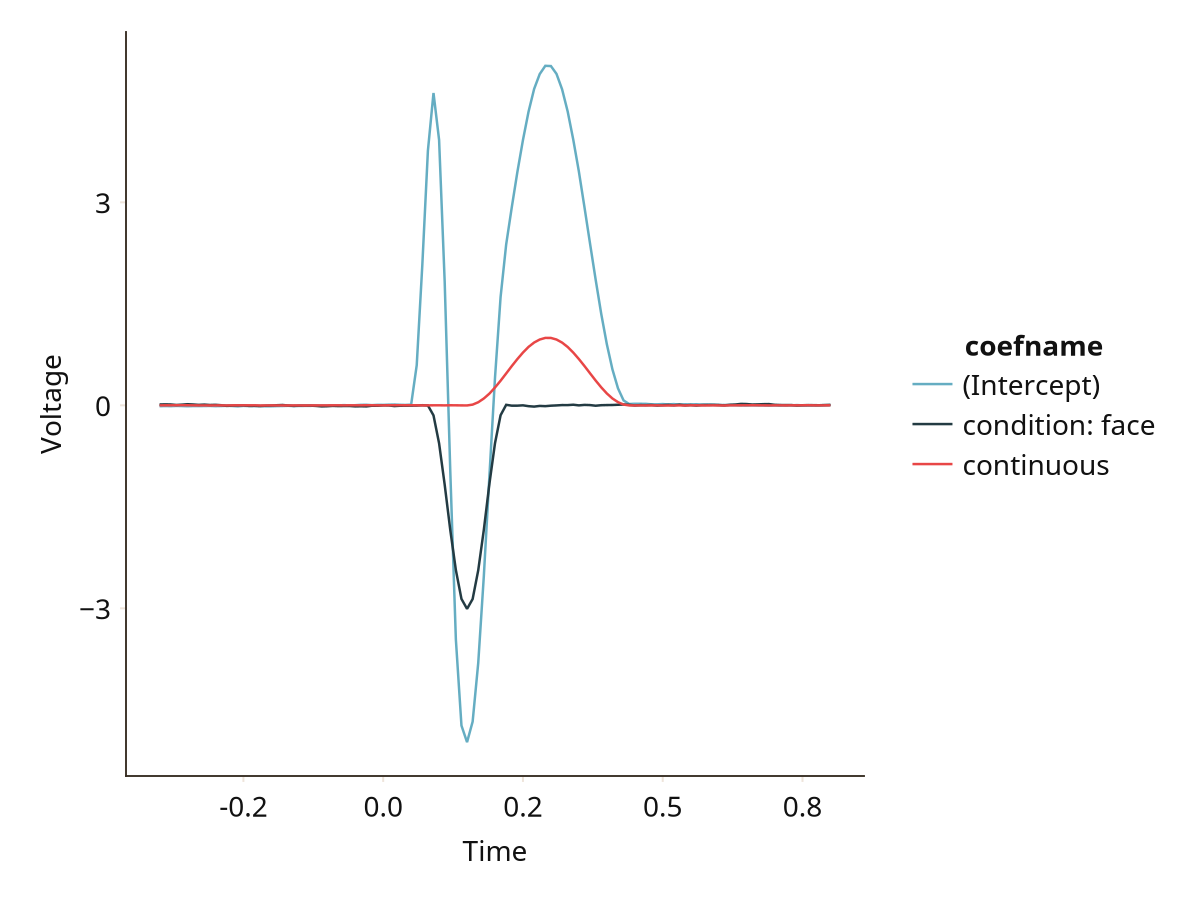 3
0
−3
Voltage
-0.2
0.0
0.2
0.5
0.8
Time
coefname
(Intercept)
condition: face
continuous